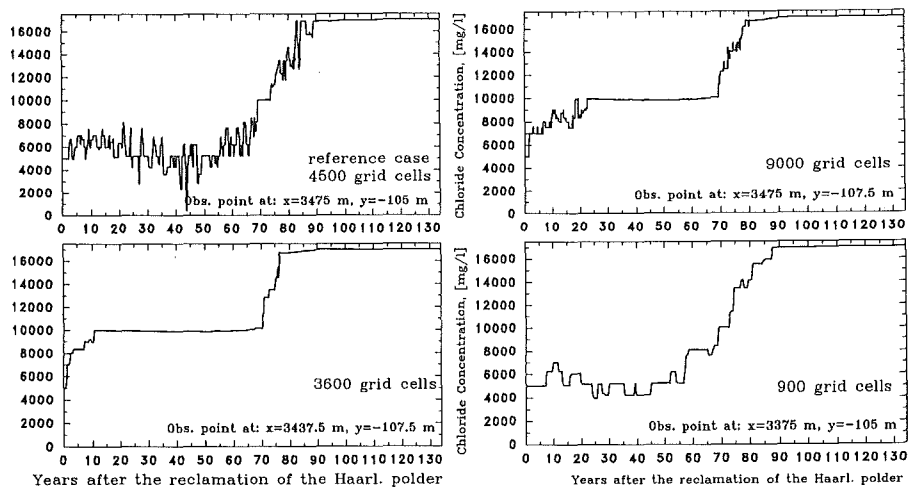 16000
14000
12000
10000
8000
6000
4000
2000
0
reference case
4500 grid cells
Obs. point at: x=3475 m, y=-105 m
0 10 20 30 40 50 60 70 80 90 100 110 120 130
Chloride Concentration, [mg/l]
16000
14000
12000
10000
8000
6000
4000
2000
0
9000 grid cells
Obs. point at: x=3475 m, y=-107.5 m
0 10 20 30 40 50 60 70 80 90 100 110 120 130
16000
14000
12000
10000
8000
6000
4000
2000
0
3600 grid cells
Obs. point at: x=3437.5 m, y=-107.5 m
0 10 20 30 40 50 60 70 80 90 100 110 120 130
Years after the reclamation of the Haarl. polder
Chloride Concentration, [mg/l]
16000
14000
12000
10000
8000
6000
4000
2000
0
900 grid cells
Obs. point at: x=3375 m, y=-105 m
0 10 20 30 40 50 60 70 80 90 100 110 120 130
Years after the reclamation of the Haarl. polder